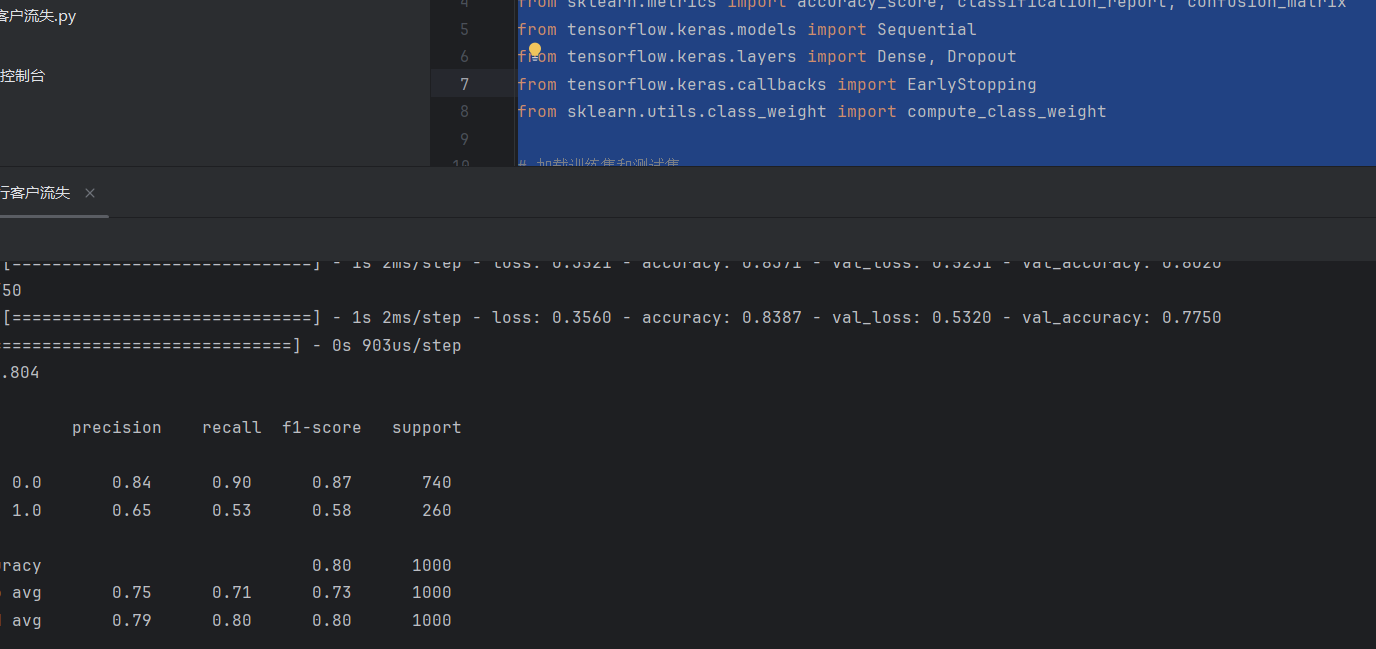 客户流失.py
控制台
4 from sklearn.metrics import accuracy_score, classification_report, confusion_matrix
5 from tensorflow.keras.models import Sequential
6 from tensorflow.keras.layers import Dense, Dropout
7 from tensorflow.keras.callbacks import EarlyStopping
8 from sklearn.utils.class_weight import compute_class_weight
9
10 # 加载训练集和测试集
行客户流失 ×
[==============================] - 1s 2ms/step - loss: 0.3521 - accuracy: 0.8371 - val_loss: 0.5231 - val_accuracy: 0.8020
50
[==============================] - 1s 2ms/step - loss: 0.3560 - accuracy: 0.8387 - val_loss: 0.5320 - val_accuracy: 0.7750
=============================] - 0s 903us/step
.804
precision recall f1-score support
0.0 0.84 0.90 0.87 740
1.0 0.65 0.53 0.58 260
uracy 0.80 1000
avg 0.75 0.71 0.73 1000
avg 0.79 0.80 0.80 1000